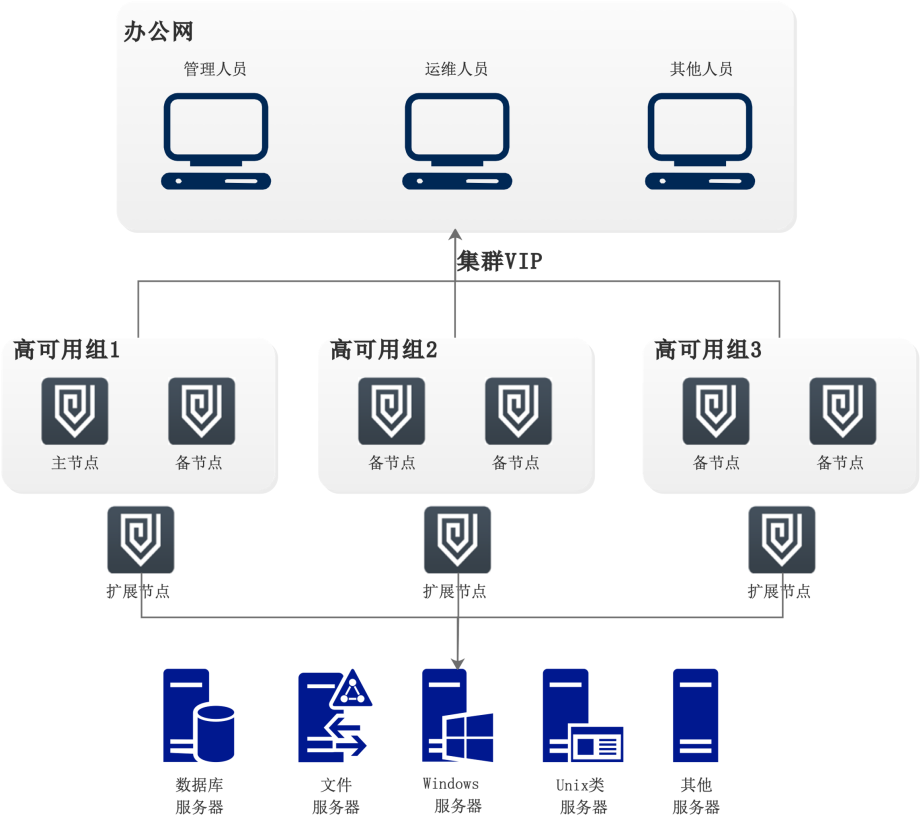 办公网
管理人员
运维人员
其他人员
集群VIP
高可用组1
高可用组2
高可用组3
主节点
备节点
备节点
备节点
备节点
备节点
扩展节点
扩展节点
扩展节点
数据库
服务器
文件
服务器
Windows
服务器
Unix类
服务器
其他
服务器